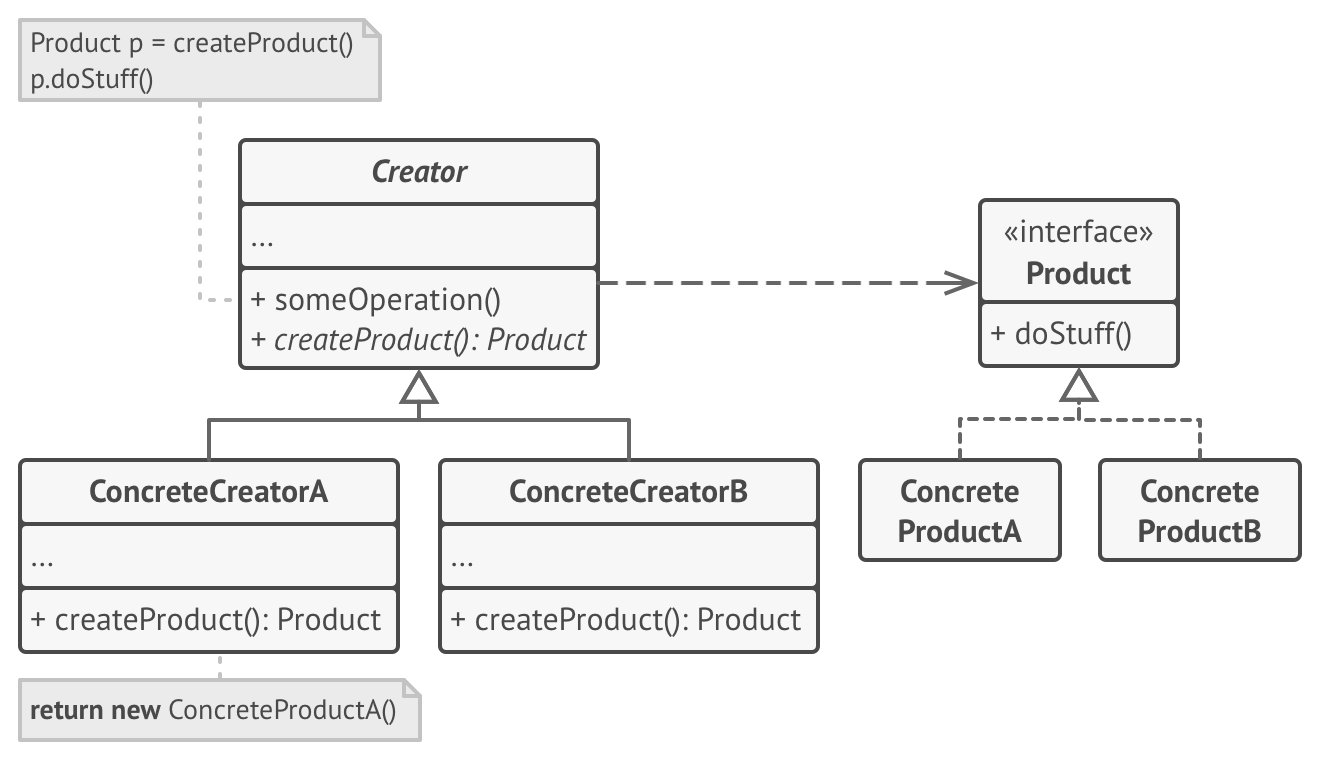 Product p = createProduct()
p.doStuff()
Creator
...
+ someOperation()
+ createProduct(): Product
«interface»
Product
+ doStuff()
ConcreteCreatorA
...
+ createProduct(): Product
ConcreteCreatorB
...
+ createProduct(): Product
Concrete
ProductA
Concrete
ProductB
return new ConcreteProductA()